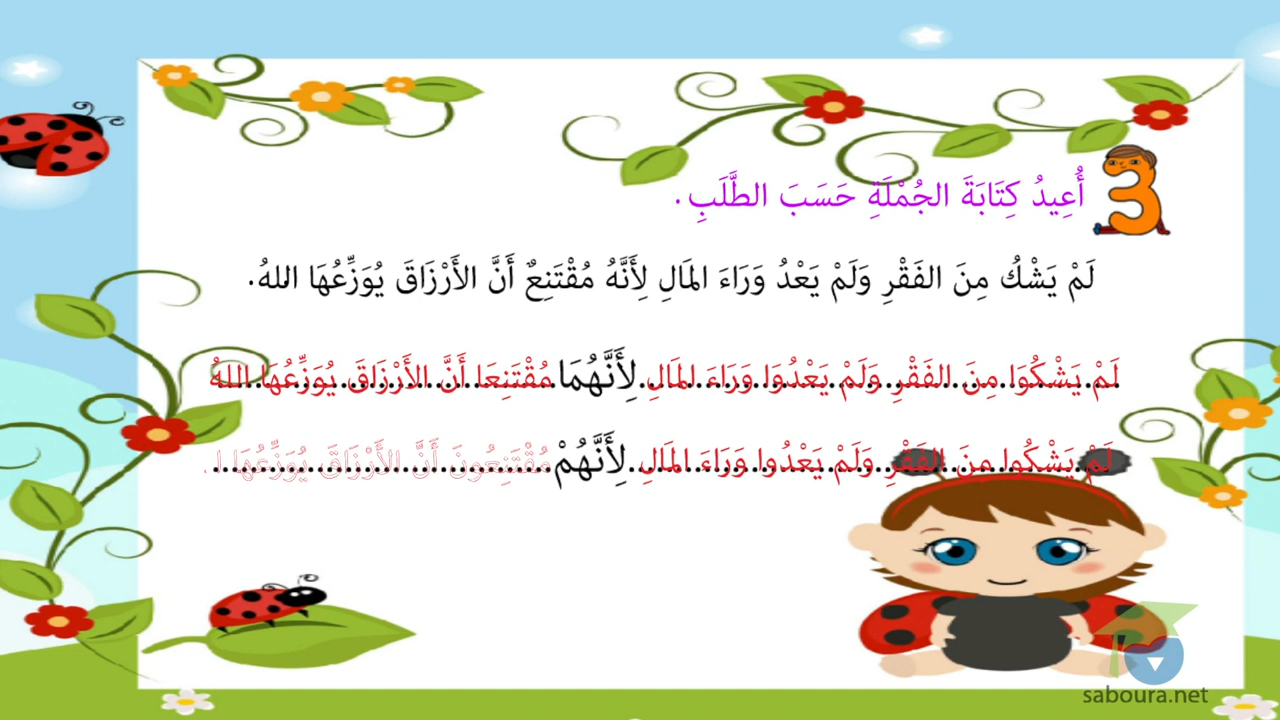 3
أُعِيدُ كِتَابَةَ الجُمْلَةِ حَسَبَ الطَّلَبِ.
لَمْ يَشْكُ مِنَ الفَقْرِ وَلَمْ يَعْدُ وَرَاءَ المَالِ لِأَنَّهُ مُقْتَنِعٌ أَنَّ الأَرْزَاقَ يُوَزِّعُهَا اللهُ.
لَمْ يَشْكُوَا مِنَ الفَقْرِ وَلَمْ يَعْدُوَا وَرَاءَ المَالِ لِأَنَّهُمَا مُقْتَنِعَا أَنَّ الأَرْزَاقَ يُوَزِّعُهَا اللهُ
لَمْ يَشْكُوا مِنَ الفَقْرِ وَلَمْ يَعْدُوا وَرَاءَ المَالِ لِأَنَّهُمْ مُقْتَنِعُونَ أَنَّ الأَرْزَاقَ يُوَزِّعُهَا
saboura.net